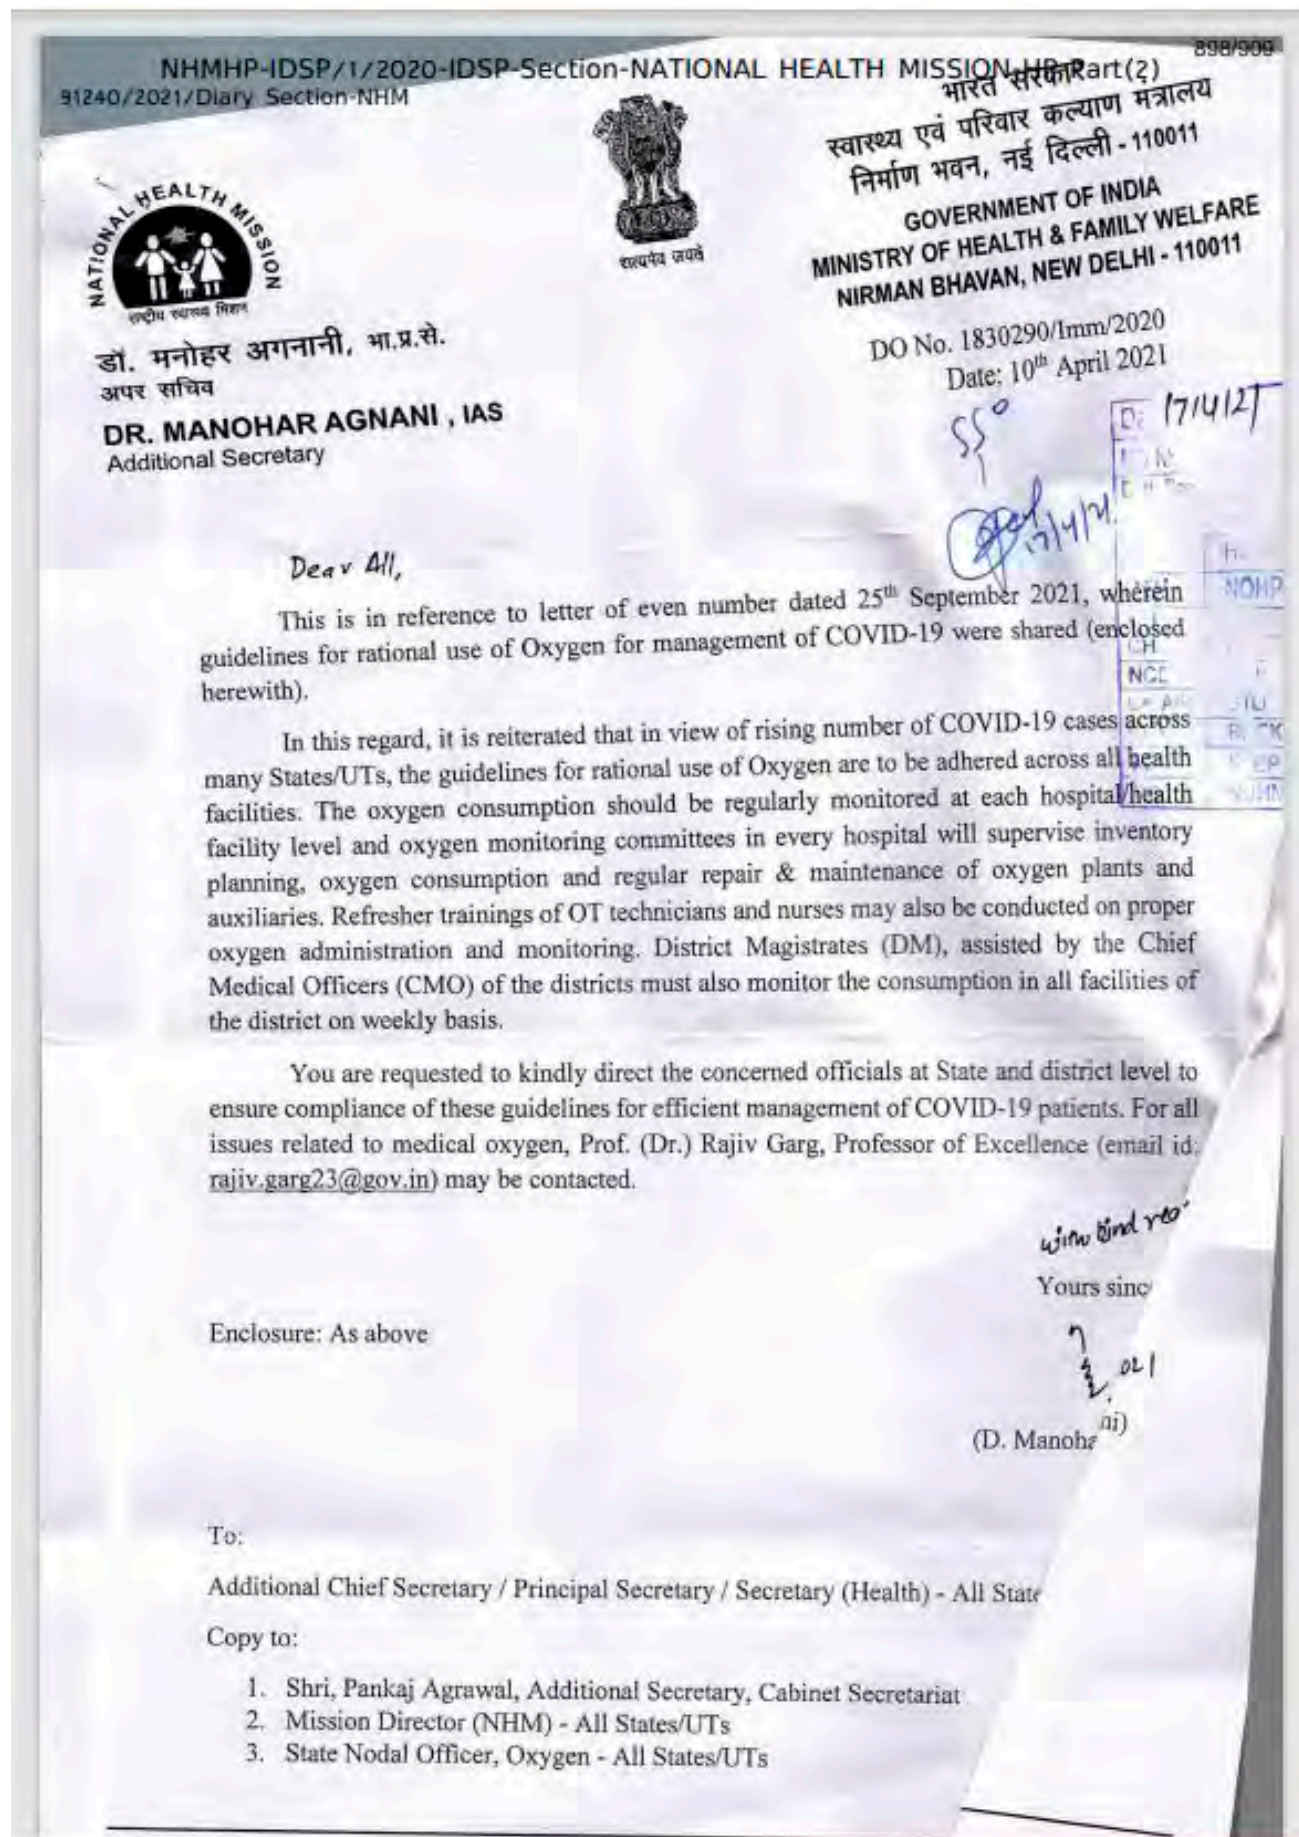 898/909
NHMHP-IDSP/1/2020-IDSP-Section-NATIONAL HEALTH MISSION-HP-Part(2)
91240/2021/Diary Section-NHM
भारत सरकार
स्वास्थ्य एवं परिवार कल्याण मंत्रालय
निर्माण भवन, नई दिल्ली - 110011
GOVERNMENT OF INDIA
MINISTRY OF HEALTH & FAMILY WELFARE
NIRMAN BHAVAN, NEW DELHI - 110011
सत्यमेव जयते
NATIONAL HEALTH MISSION
राष्ट्रीय स्वास्थ्य मिशन
डॉ. मनोहर अगनानी, भा.प्र.से.
अपर सचिव
DR. MANOHAR AGNANI , IAS
Additional Secretary
DO No. 1830290/Imm/2020
Date: 10th April 2021
17/4/21
17/4/21
NOHP
NCD
Dear All,
This is in reference to letter of even number dated 25th September 2021, wherein
guidelines for rational use of Oxygen for management of COVID-19 were shared (enclosed
herewith).
In this regard, it is reiterated that in view of rising number of COVID-19 cases across
many States/UTs, the guidelines for rational use of Oxygen are to be adhered across all health
facilities. The oxygen consumption should be regularly monitored at each hospital/health
facility level and oxygen monitoring committees in every hospital will supervise inventory
planning, oxygen consumption and regular repair & maintenance of oxygen plants and
auxiliaries. Refresher trainings of OT technicians and nurses may also be conducted on proper
oxygen administration and monitoring. District Magistrates (DM), assisted by the Chief
Medical Officers (CMO) of the districts must also monitor the consumption in all facilities of
the district on weekly basis.
You are requested to kindly direct the concerned officials at State and district level to
ensure compliance of these guidelines for efficient management of COVID-19 patients. For all
issues related to medical oxygen, Prof. (Dr.) Rajiv Garg, Professor of Excellence (email id:
rajiv.garg23@gov.in) may be contacted.
with kind
Yours sinc
Enclosure: As above
(D. Manoha
To:
Additional Chief Secretary / Principal Secretary / Secretary (Health) - All State
Copy to:
1. Shri, Pankaj Agrawal, Additional Secretary, Cabinet Secretariat
2. Mission Director (NHM) - All States/UTs
3. State Nodal Officer, Oxygen - All States/UTs